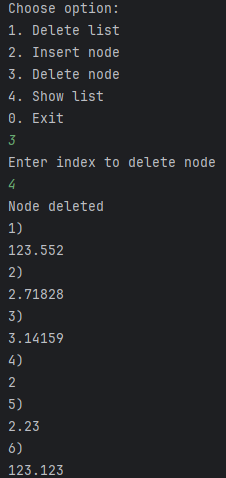 Choose option:
1. Delete list
2. Insert node
3. Delete node
4. Show list
0. Exit
3
Enter index to delete node
4
Node deleted
1)
123.552
2)
2.71828
3)
3.14159
4)
2
5)
2.23
6)
123.123